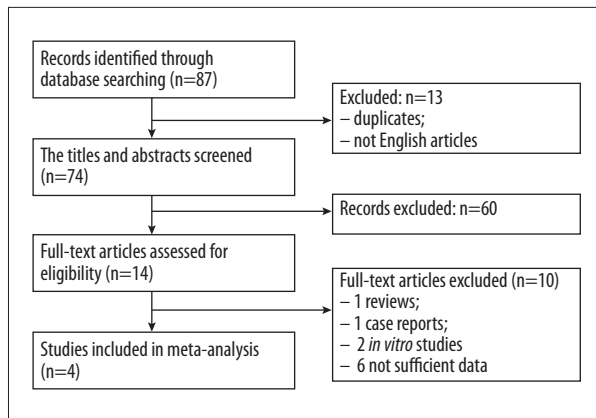 Records identified through
database searching (n=87)
Excluded: n=13
– duplicates;
– not English articles
The titles and abstracts screened
(n=74)
Records excluded: n=60
Full-text articles assessed for
eligibility (n=14)
Full-text articles excluded (n=10)
– 1 reviews;
– 1 case reports;
– 2 in vitro studies
– 6 not sufficient data
Studies included in meta-analysis
(n=4)